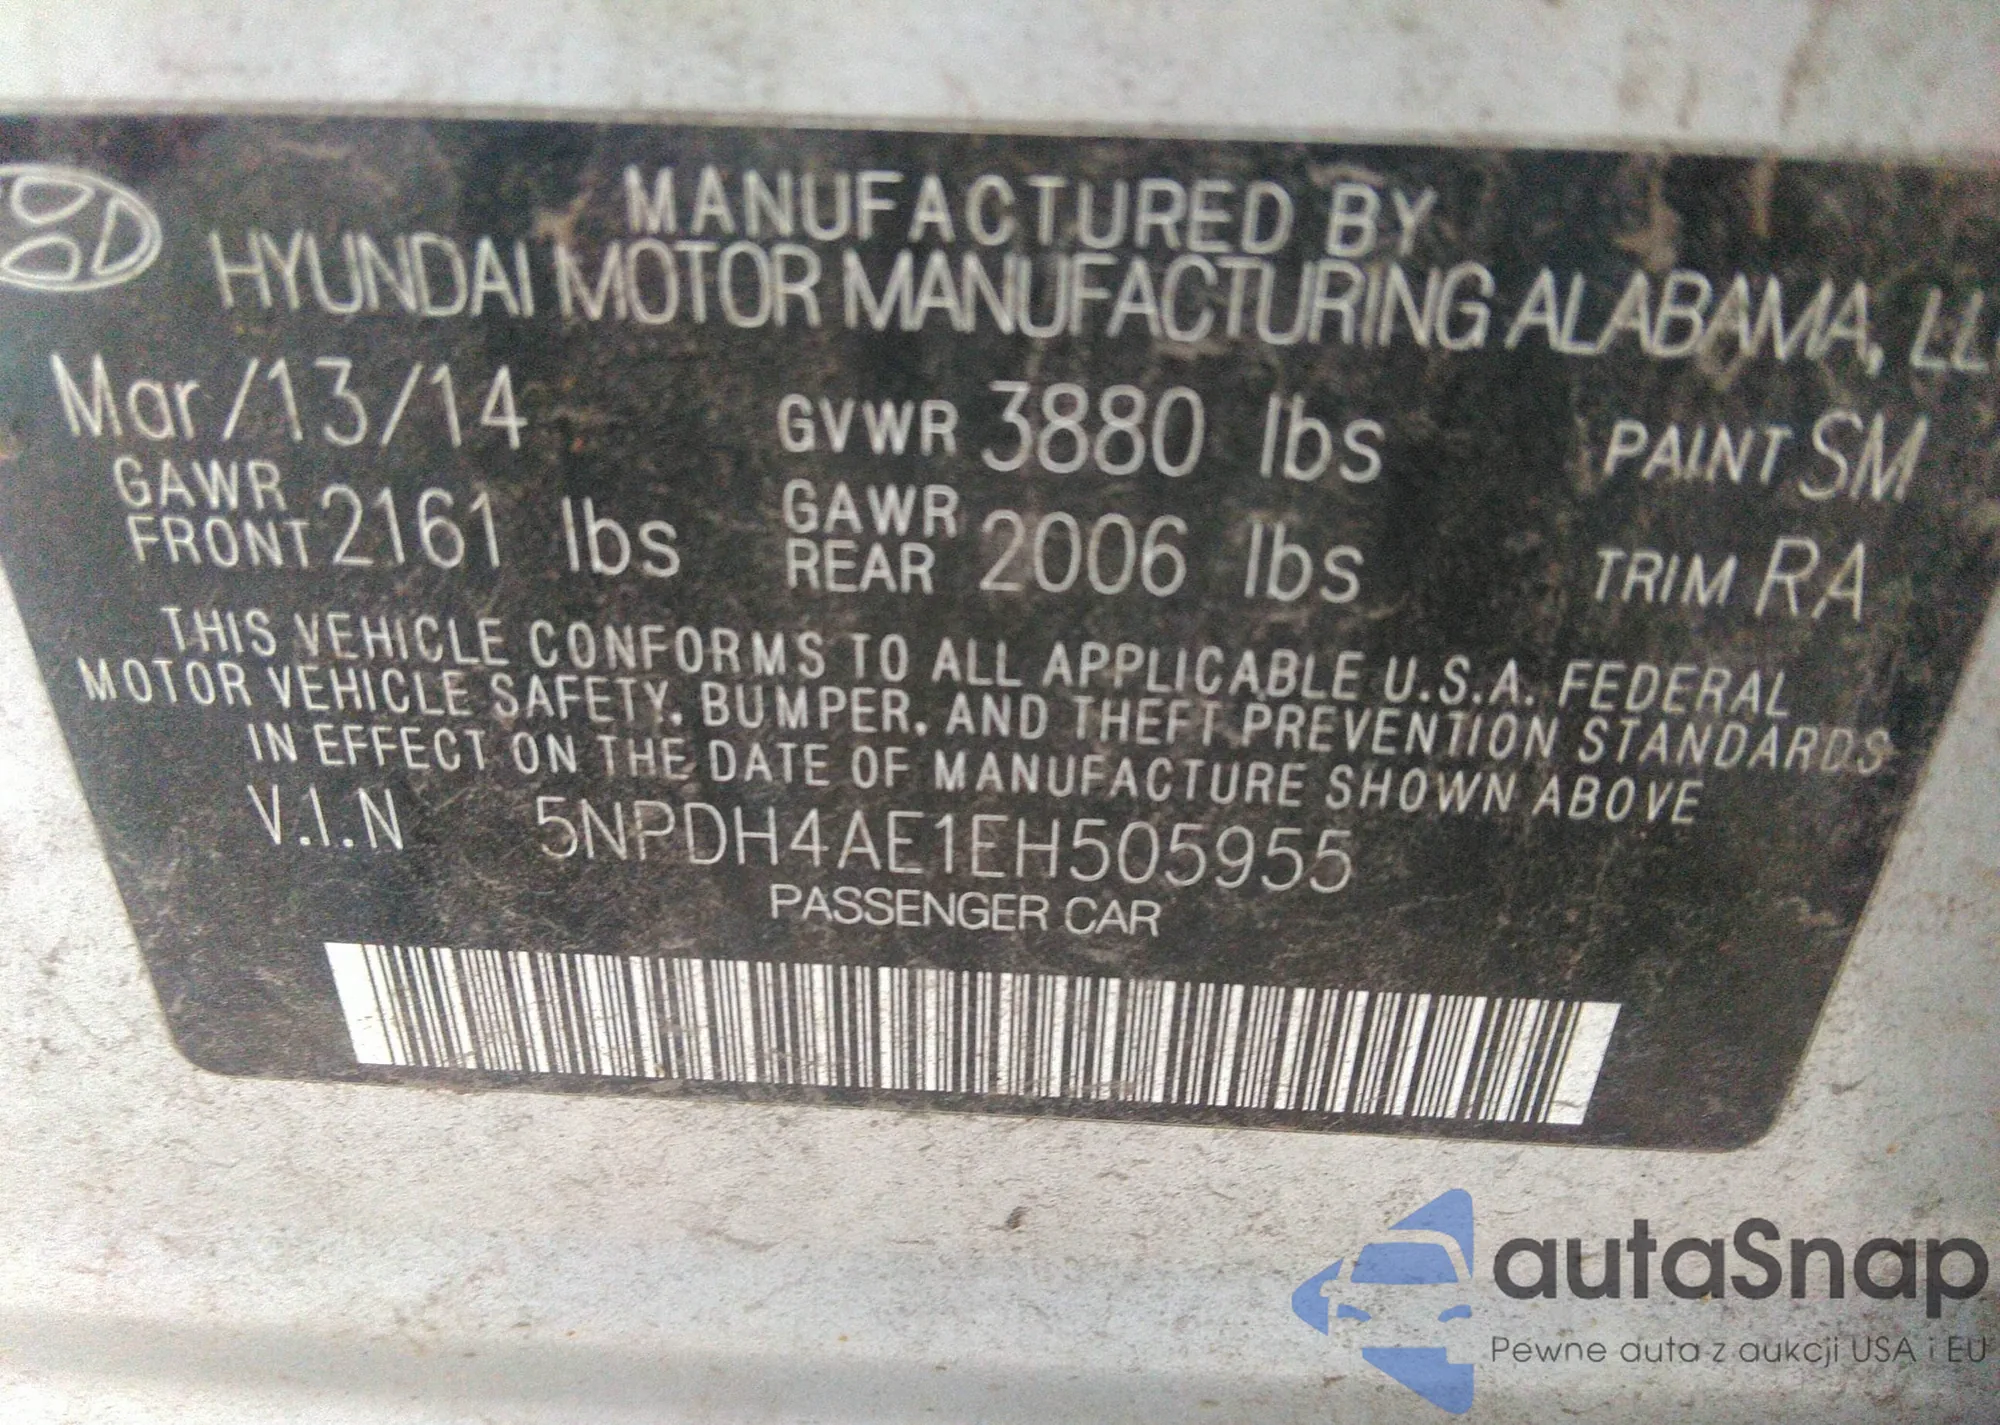 MANUFACTURED BY
HYUNDAI MOTOR MANUFACTURING ALABAMA, LL
Mar/13/14 GVWR 3880 lbs PAINT SM
GAWR FRONT 2161 lbs GAWR REAR 2006 lbs TRIM RA
THIS VEHICLE CONFORMS TO ALL APPLICABLE U.S.A. FEDERAL
MOTOR VEHICLE SAFETY, BUMPER, AND THEFT PREVENTION STANDARDS
IN EFFECT ON THE DATE OF MANUFACTURE SHOWN ABOVE
V.I.N 5NPDH4AE1EH505955
PASSENGER CAR
autaSnap
Pewne auta z aukcji USA i EU